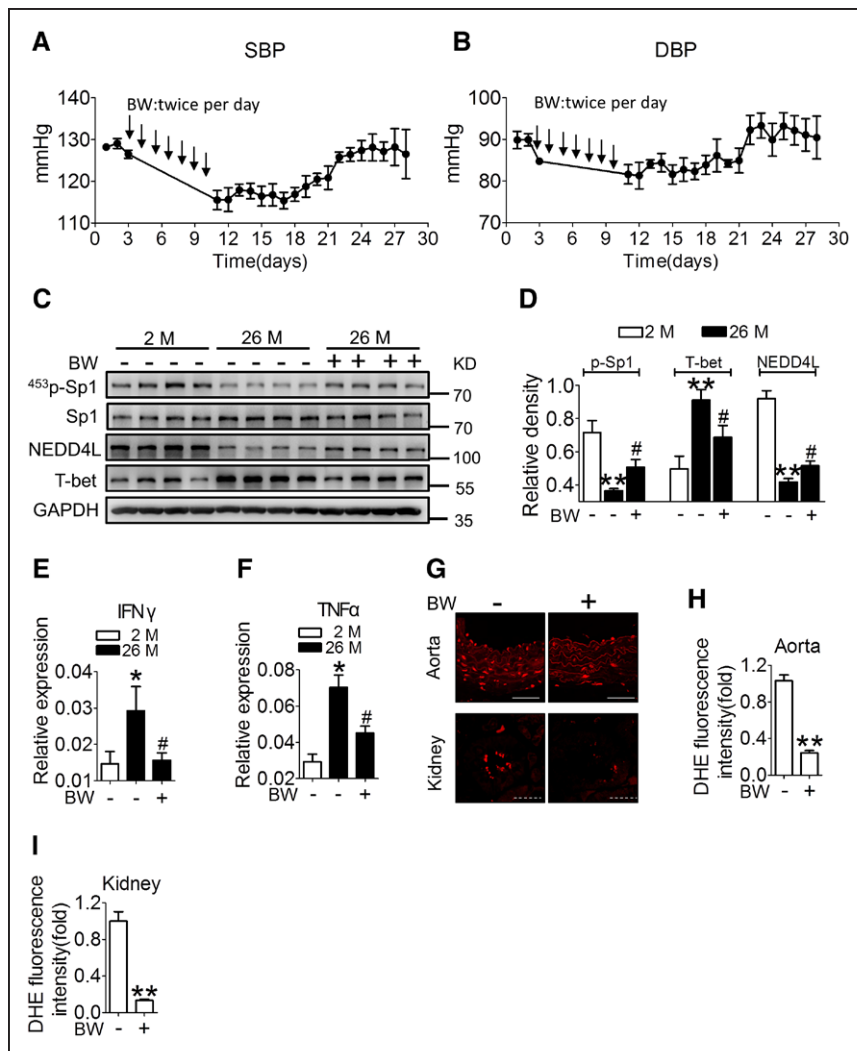 A
SBP
BW:twice per day
mmHg
140
130
120
110
0 3 6 9 12 15 18 21 24 27 30
Time(days)
B
DBP
BW:twice per day
mmHg
100
90
80
70
0 3 6 9 12 15 18 21 24 27 30
Time(days)
C
2 M 26 M 26 M
BW - - - - - - - - + + + + KD
453p-Sp1 70
Sp1 70
NEDD4L 100
T-bet 55
GAPDH 35
D
2 M 26 M
p-Sp1 T-bet NEDD4L
Relative density
1.0
0.8
0.6
0.4
** # ** # ** #
BW - - + - - + - - +
E
IFNγ
2 M
26 M
Relative expression
0.04
0.03
0.02
0.01
* #
BW - - +
F
TNFα
2 M
26 M
Relative expression
0.08
0.06
0.04
0.02
* #
BW - - +
G
BW - +
Aorta
Kidney
H
Aorta
DHE fluorescence
intensity(fold)
1.2
0.8
0.4
0.0
**
BW - +
I
Kidney
DHE fluorescence
intensity(fold)
1.2
0.8
0.4
0.0
**
BW - +